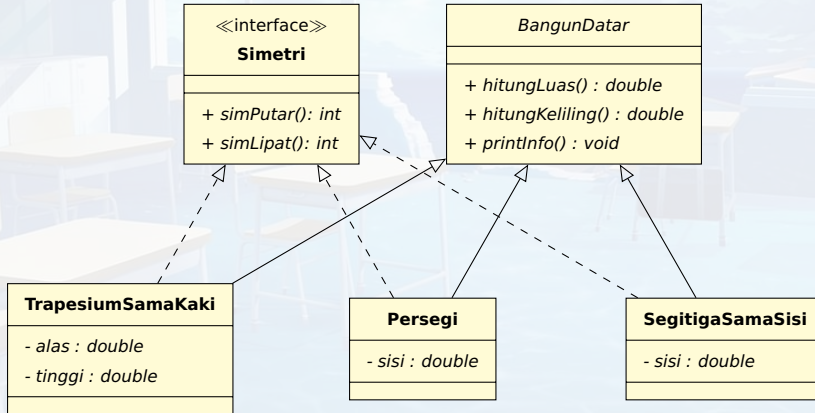 ≪interface≫
Simetri
+ simPutar(): int
+ simLipat(): int
BangunDatar
+ hitungLuas() : double
+ hitungKeliling() : double
+ printInfo() : void
TrapesiumSamaKaki
- alas : double
- tinggi : double
Persegi
- sisi : double
SegitigaSamaSisi
- sisi : double